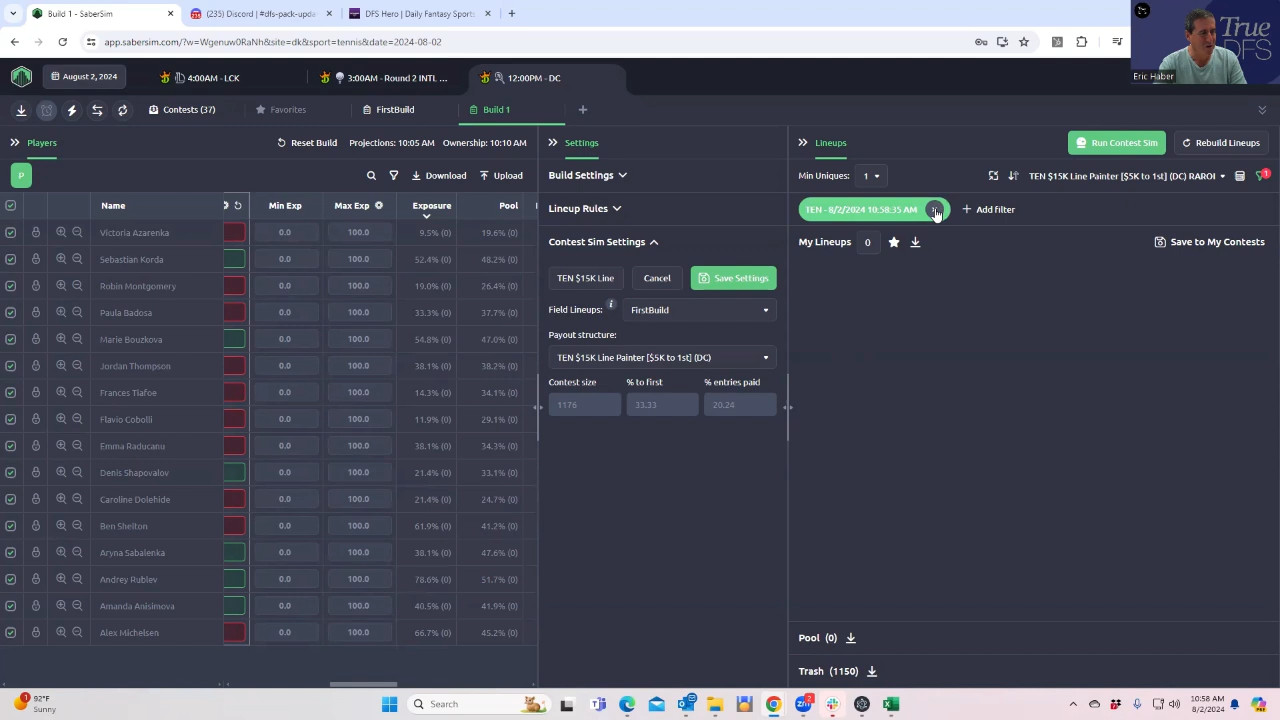 Build 1 - SaberSim
(235) Discord | #dfs-pack-upda
DFS Hero | Daily Fantasy Sports
app.sabersim.com/?w=Wgenuw0RaNh&site=dk&sport=tennis&date=2024-08-02
True DFS
Eric Haber
August 2, 2024
4:00AM - LCK
3:00AM - Round 2 INTL ...
12:00PM - DC
Contests (37)
Favorites
FirstBuild
Build 1
Players
Reset Build
Projections: 10:05 AM
Ownership: 10:10 AM
Settings
Lineups
Run Contest Sim
Rebuild Lineups
P
Download
Upload
Build Settings
Min Uniques:
1
TEN $15K Line Painter [$5K to 1st] (DC) RAROI
1
Name
Min Exp
Max Exp
Exposure
Pool
Lineup Rules
TEN - 8/2/2024 10:58:35 AM
Add filter
Victoria Azarenka 0.0 100.0 9.5% (0) 19.6% (0)
Contest Sim Settings
My Lineups
0
Save to My Contests
Sebastian Korda 0.0 100.0 52.4% (0) 48.2% (0)
TEN $15K Line
Cancel
Save Settings
Robin Montgomery 0.0 100.0 19.0% (0) 26.4% (0)
Field Lineups:
FirstBuild
Paula Badosa 0.0 100.0 33.3% (0) 37.7% (0)
Payout structure:
Marie Bouzkova 0.0 100.0 54.8% (0) 47.0% (0)
TEN $15K Line Painter [$5K to 1st] (DC)
Jordan Thompson 0.0 100.0 38.1% (0) 38.2% (0)
Contest size
% to first
% entries paid
Frances Tiafoe 0.0 100.0 14.3% (0) 34.1% (0)
1176
33.33
20.24
Flavio Cobolli 0.0 100.0 11.9% (0) 29.1% (0)
Emma Raducanu 0.0 100.0 38.1% (0) 34.3% (0)
Denis Shapovalov 0.0 100.0 21.4% (0) 33.1% (0)
Caroline Dolehide 0.0 100.0 21.4% (0) 24.7% (0)
Ben Shelton 0.0 100.0 61.9% (0) 41.2% (0)
Aryna Sabalenka 0.0 100.0 38.1% (0) 47.6% (0)
Andrey Rublev 0.0 100.0 78.6% (0) 51.7% (0)
Amanda Anisimova 0.0 100.0 40.5% (0) 41.9% (0)
Alex Michelsen 0.0 100.0 66.7% (0) 45.2% (0)
Pool (0)
Trash (1150)
92°F
Sunny
Search
10:58 AM
8/2/2024